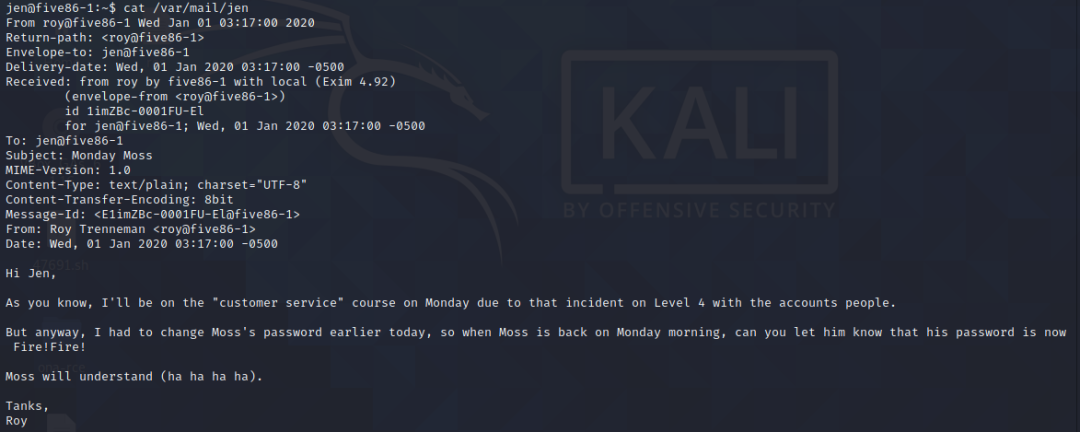 jen@five86-1:~$ cat /var/mail/jen
From roy@five86-1 Wed Jan 01 03:17:00 2020
Return-path: <roy@five86-1>
Envelope-to: jen@five86-1
Delivery-date: Wed, 01 Jan 2020 03:17:00 -0500
Received: from roy by five86-1 with local (Exim 4.92)
        (envelope-from <roy@five86-1>)
        id 1imZBc-0001FU-El
        for jen@five86-1; Wed, 01 Jan 2020 03:17:00 -0500
To: jen@five86-1
Subject: Monday Moss
MIME-Version: 1.0
Content-Type: text/plain; charset="UTF-8"
Content-Transfer-Encoding: 8bit
Message-Id: <E1imZBc-0001FU-El@five86-1>
From: Roy Trenneman <roy@five86-1>
Date: Wed, 01 Jan 2020 03:17:00 -0500
Hi Jen,
As you know, I'll be on the "customer service" course on Monday due to that incident on Level 4 with the accounts people.
But anyway, I had to change Moss's password earlier today, so when Moss is back on Monday morning, can you let him know that his password is now
Fire!Fire!
Moss will understand (ha ha ha ha).
Tanks,
Roy
KALI
BY OFFENSIVE SECURITY
47691.sh